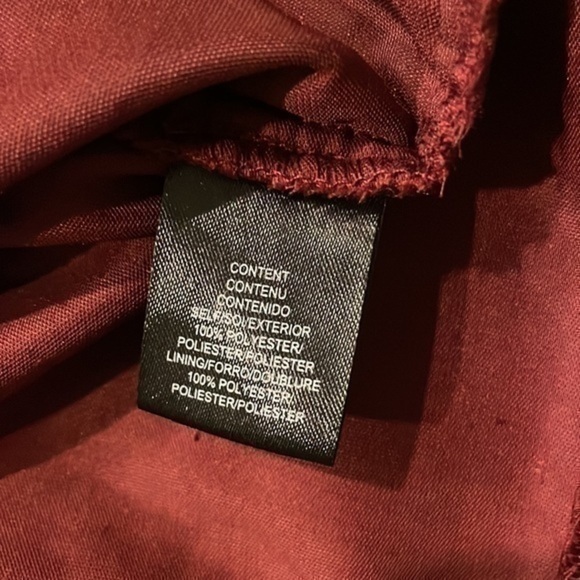 CONTENT
CONTENU
CONTENIDO
SELF/SOI/EXTERIOR
100% POLYESTER/
POLIESTER/POLIESTER
LINING/FORRO/DOUBLURE
100% POLYESTER/
POLIESTER/POLIESTER